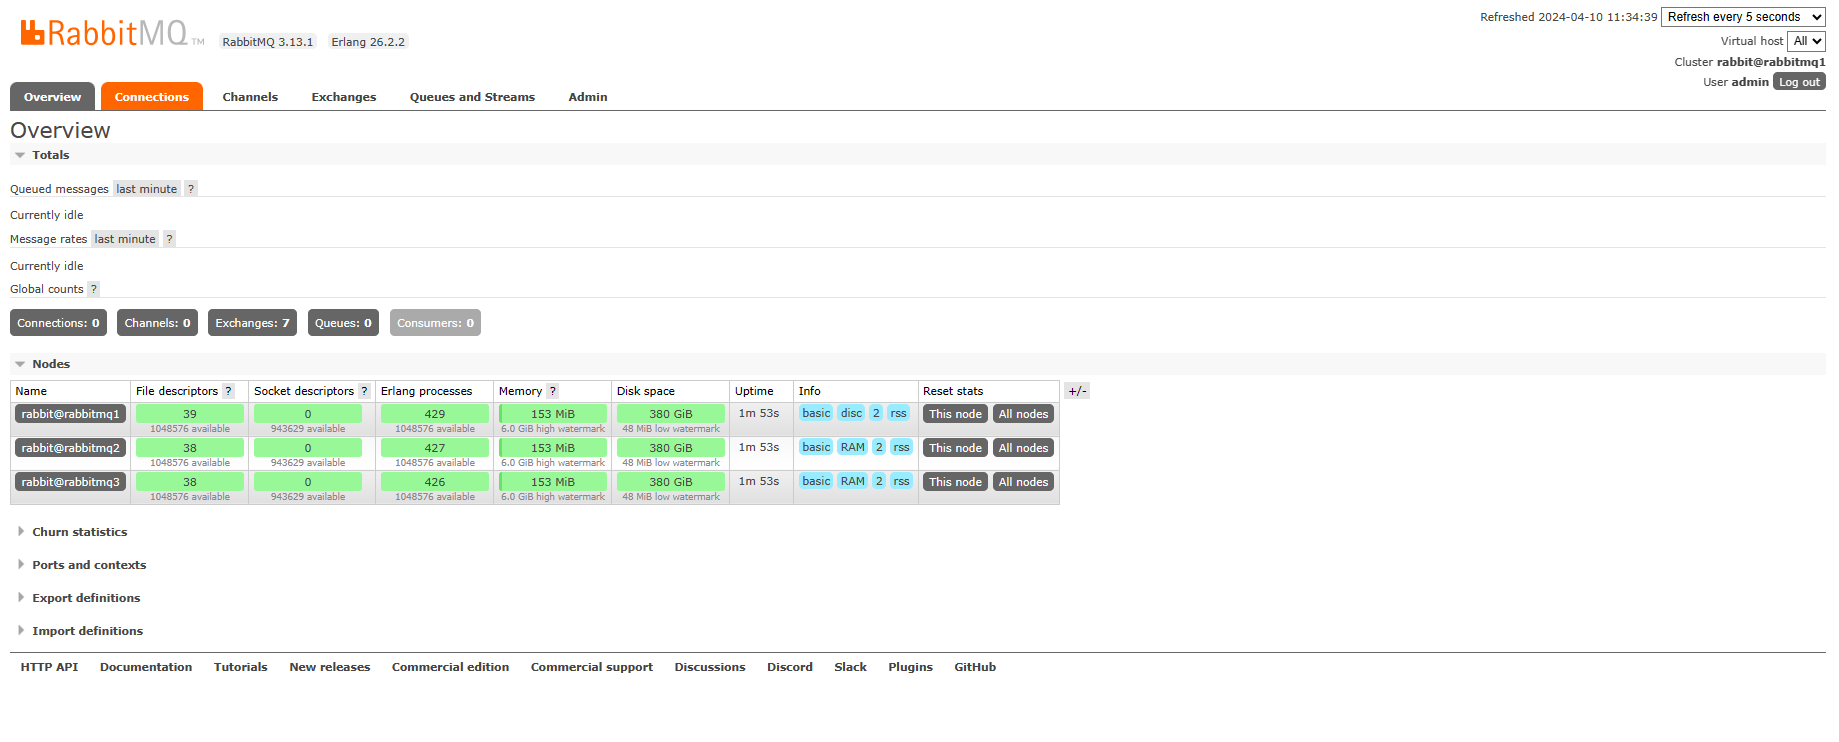 RabbitMQ TM RabbitMQ 3.13.1 Erlang 26.2.2
Refreshed 2024-04-10 11:34:39 Refresh every 5 seconds
Virtual host All
Cluster rabbit@rabbitmq1
User admin Log out
Overview Connections Channels Exchanges Queues and Streams Admin
Overview
Totals
Queued messages last minute ?
Currently idle
Message rates last minute ?
Currently idle
Global counts ?
Connections: 0 Channels: 0 Exchanges: 7 Queues: 0 Consumers: 0
Nodes
Name File descriptors ? Socket descriptors ? Erlang processes Memory ? Disk space Uptime Info Reset stats +/-
rabbit@rabbitmq1 39 0 429 153 MiB 380 GiB 1m 53s basic disc 2 rss This node All nodes
1048576 available 943629 available 1048576 available 6.0 GiB high watermark 48 MiB low watermark
rabbit@rabbitmq2 38 0 427 153 MiB 380 GiB 1m 53s basic RAM 2 rss This node All nodes
1048576 available 943629 available 1048576 available 6.0 GiB high watermark 48 MiB low watermark
rabbit@rabbitmq3 38 0 426 153 MiB 380 GiB 1m 53s basic RAM 2 rss This node All nodes
1048576 available 943629 available 1048576 available 6.0 GiB high watermark 48 MiB low watermark
Churn statistics
Ports and contexts
Export definitions
Import definitions
HTTP API Documentation Tutorials New releases Commercial edition Commercial support Discussions Discord Slack Plugins GitHub